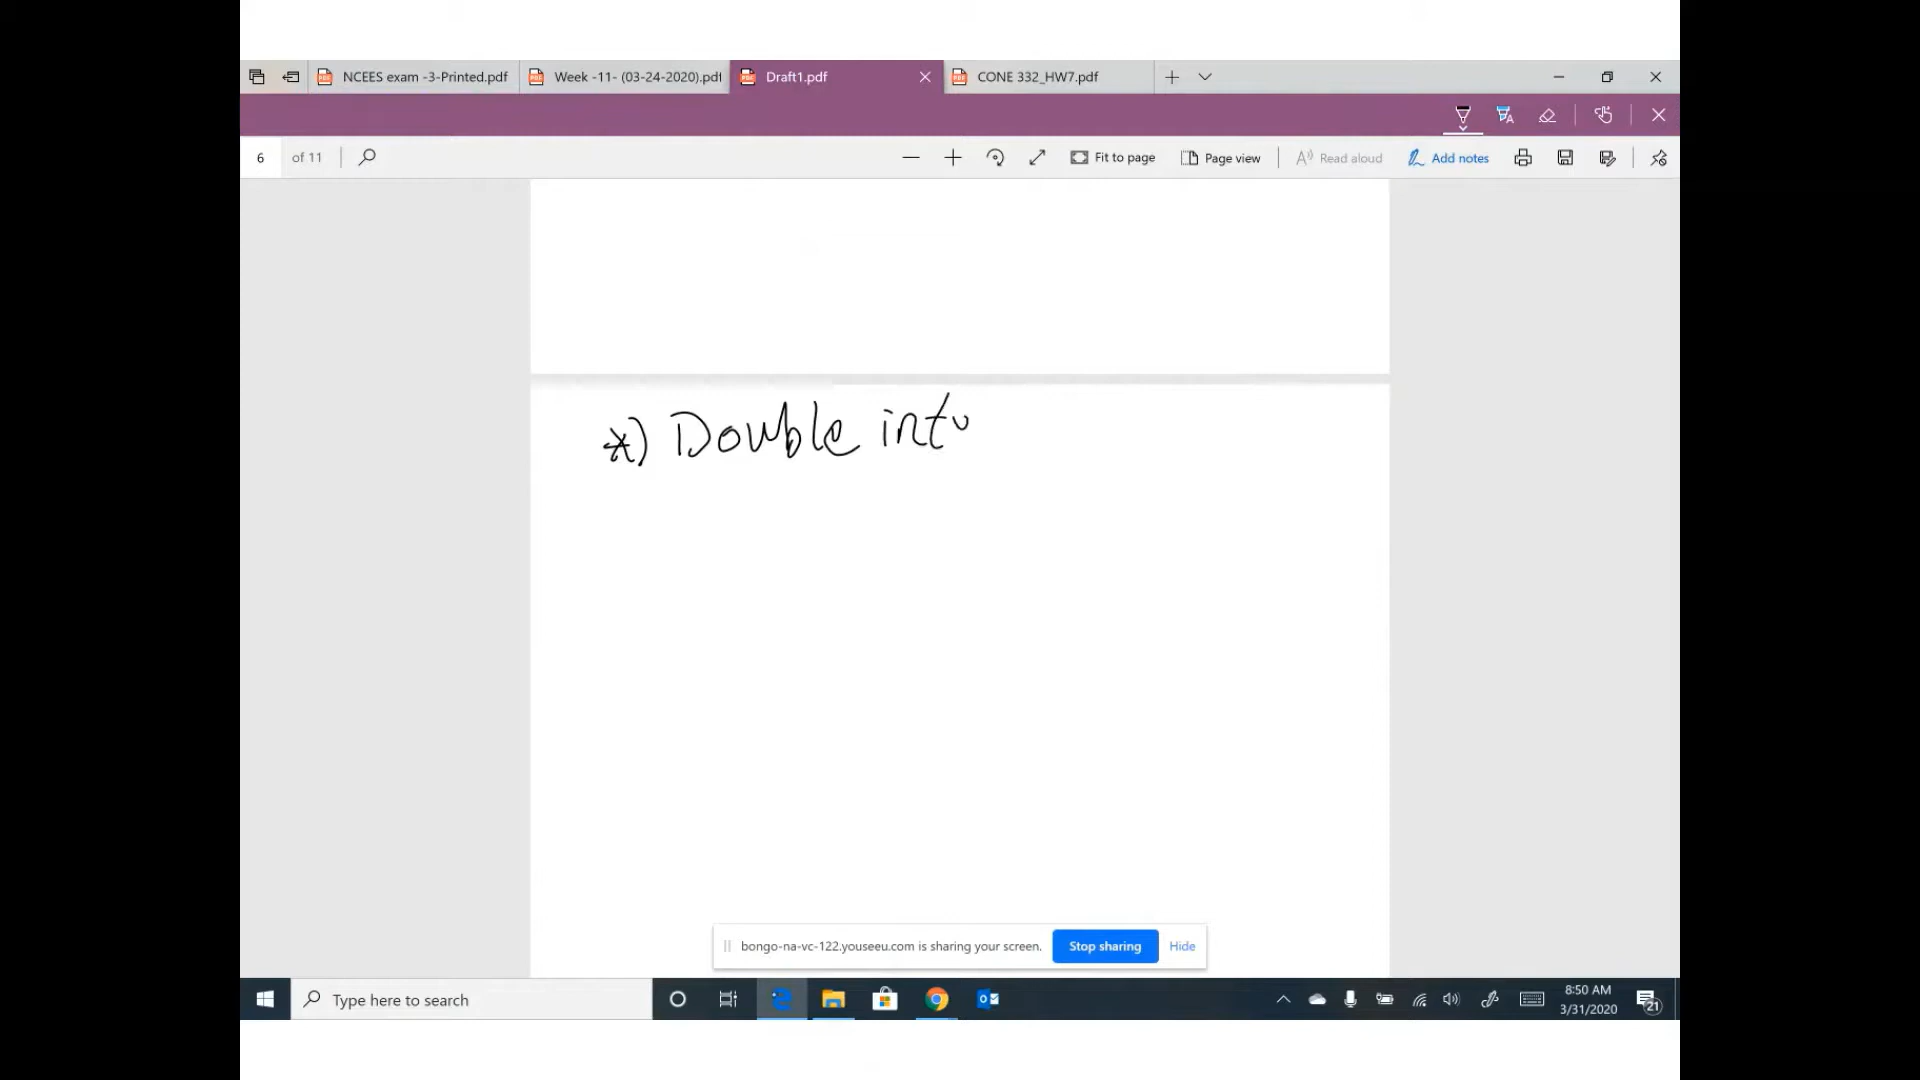 NCEES exam -3-Printed.pdf Week -11- (03-24-2020).pdf Draft1.pdf CONE 332_HW7.pdf
6 of 11 Fit to page Page view Read aloud Add notes
*) Double into
bongo-na-vc-122.youseeu.com is sharing your screen. Stop sharing Hide
Type here to search
8:50 AM
3/31/2020
21